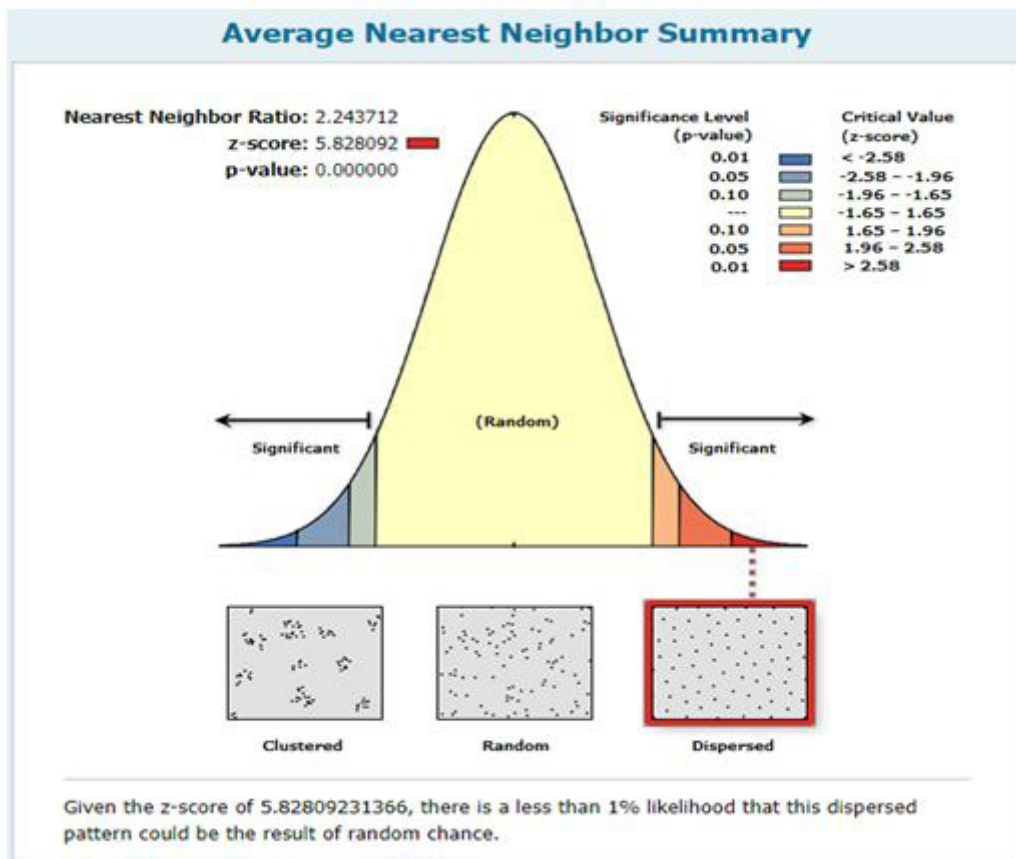 Average Nearest Neighbor Summary
Nearest Neighbor Ratio: 2.243712
z-score: 5.828092
p-value: 0.000000
Significance Level (p-value)
Critical Value (z-score)
0.01 < -2.58
0.05 -2.58 – -1.96
0.10 -1.96 – -1.65
--- -1.65 – 1.65
0.10 1.65 – 1.96
0.05 1.96 – 2.58
0.01 > 2.58
(Random)
Significant
Significant
Clustered
Random
Dispersed
Given the z-score of 5.82809231366, there is a less than 1% likelihood that this dispersed
pattern could be the result of random chance.